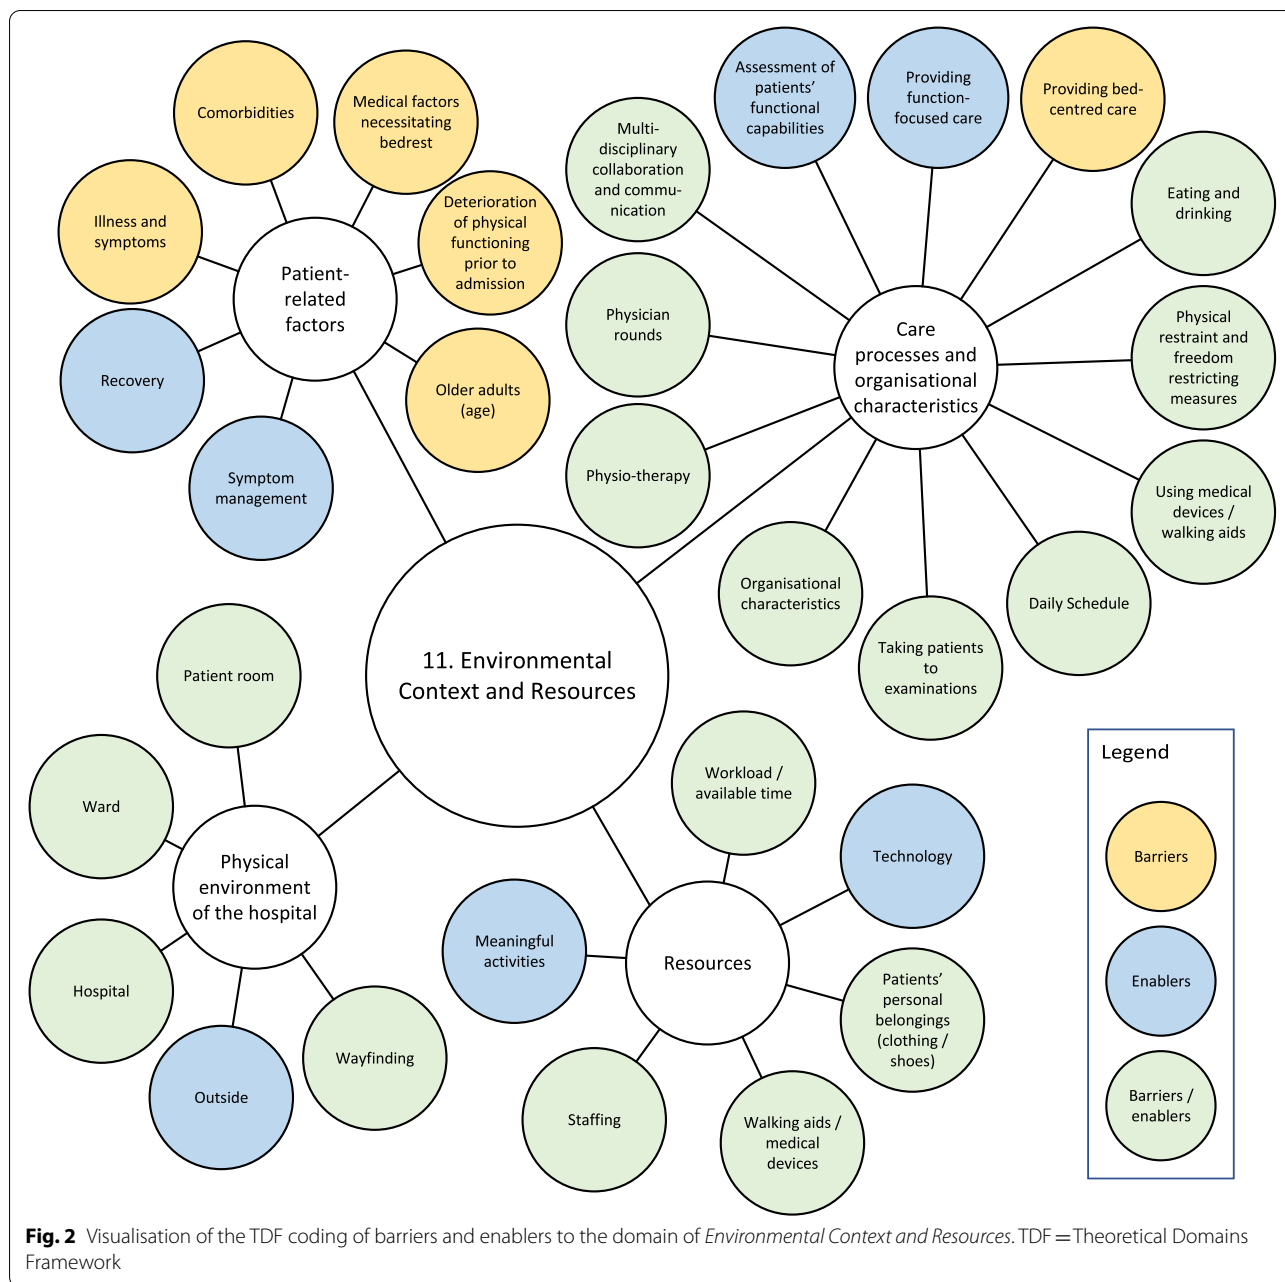 Comorbidities
Medical factors
necessitating
bedrest
Illness and
symptoms
Deterioration
of physical
functioning
prior to
admission
Patient-
related
factors
Recovery
Older adults
(age)
Symptom
management
Assessment of
patients’
functional
capabilities
Providing
function-
focused care
Providing bed-
centred care
Multi-
disciplinary
collaboration
and commu-
nication
Eating and
drinking
Physician
rounds
Care
processes and
organisational
characteristics
Physical
restraint and
freedom
restricting
measures
Physio-therapy
Using medical
devices /
walking aids
Organisational
characteristics
Taking patients
to
examinations
Daily Schedule
11. Environmental
Context and Resources
Patient room
Ward
Physical
environment
of the hospital
Hospital
Outside
Wayfinding
Workload /
available time
Technology
Meaningful
activities
Resources
Patients’
personal
belongings
(clothing /
shoes)
Staffing
Walking aids /
medical
devices
Legend
Barriers
Enablers
Barriers /
enablers
Fig. 2 Visualisation of the TDF coding of barriers and enablers to the domain of Environmental Context and Resources. TDF = Theoretical Domains
Framework